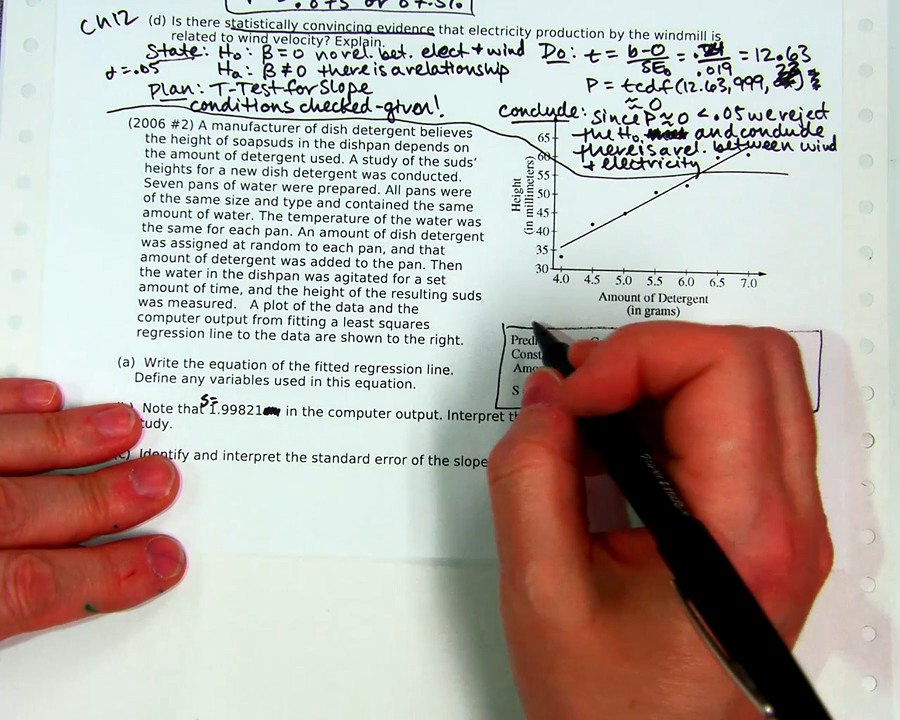 ch12
(d) Is there statistically convincing evidence that electricity production by the windmill is
related to wind velocity? Explain.
State: H₀: β=0 no rel. bet. elect + wind
α=.05 Hₐ: β≠0 there is a relationship
Plan: T-Test for Slope
conditions checked - given!
Do: t = b-0/SE_b = /.019 = 12.63
P = tcdf(12.63, 999,
≈ 0
conclude: since P≈0 < .05 we reject
the H₀ and conclude
there is a rel. between wind
+ electricity
(2006 #2) A manufacturer of dish detergent believes
the height of soapsuds in the dishpan depends on
the amount of detergent used. A study of the suds'
heights for a new dish detergent was conducted.
Seven pans of water were prepared. All pans were
of the same size and type and contained the same
amount of water. The temperature of the water was
the same for each pan. An amount of dish detergent
was assigned at random to each pan, and that
amount of detergent was added to the pan. Then
the water in the dishpan was agitated for a set
amount of time, and the height of the resulting suds
was measured. A plot of the data and the
computer output from fitting a least squares
regression line to the data are shown to the right.
Height
(in millimeters)
65
60
55
50
45
40
35
30
4.0 4.5 5.0 5.5 6.0 6.5 7.0
Amount of Detergent
(in grams)
(a) Write the equation of the fitted regression line.
Define any variables used in this equation.
S=
Note that 1.99821 in the computer output. Interpret
(c) Identify and interpret the standard error of the slope
S